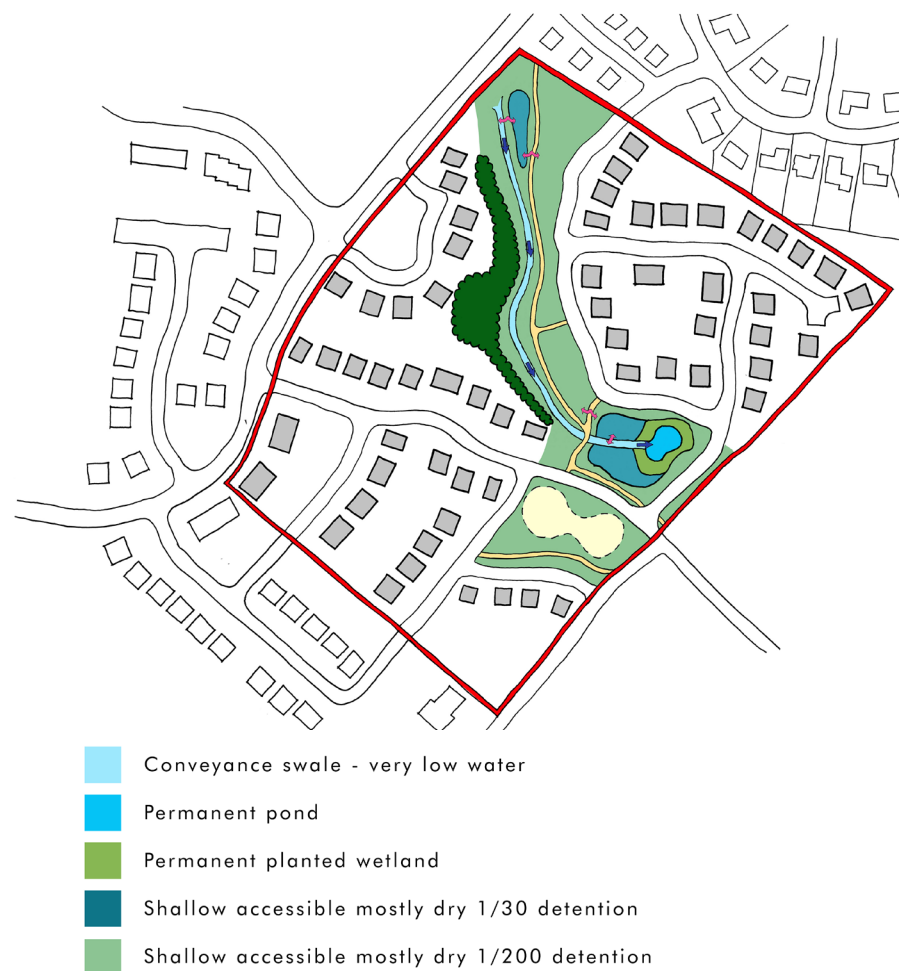 Conveyance swale - very low water
Permanent pond
Permanent planted wetland
Shallow accessible mostly dry 1/30 detention
Shallow accessible mostly dry 1/200 detention